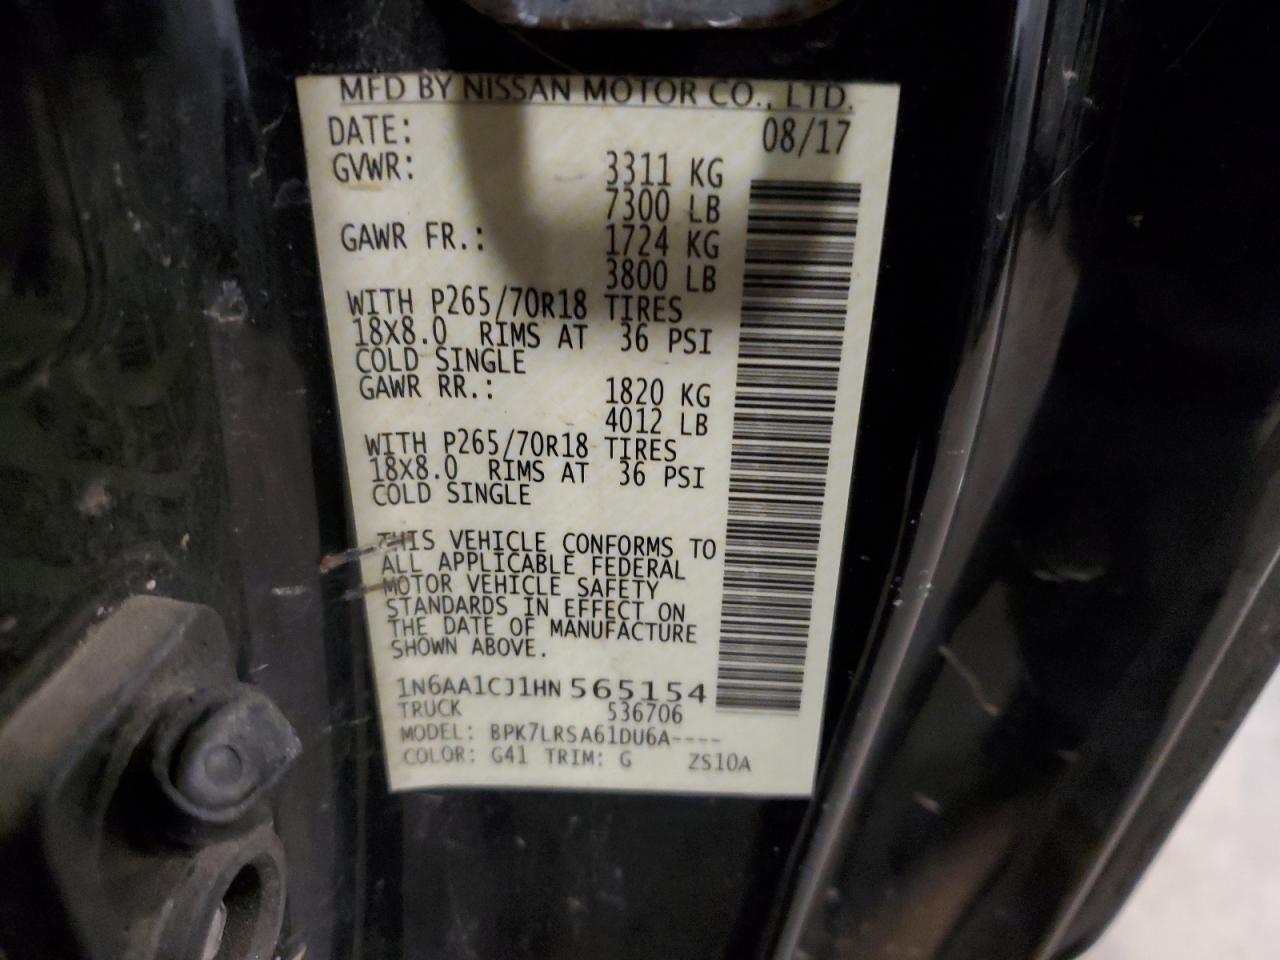 MFD BY NISSAN MOTOR CO., LTD.
DATE: 08/17
GVWR: 3311 KG
7300 LB
GAWR FR.: 1724 KG
3800 LB
WITH P265/70R18 TIRES
18X8.0 RIMS AT 36 PSI
COLD SINGLE
GAWR RR.: 1820 KG
4012 LB
WITH P265/70R18 TIRES
18X8.0 RIMS AT 36 PSI
COLD SINGLE
THIS VEHICLE CONFORMS TO
ALL APPLICABLE FEDERAL
MOTOR VEHICLE SAFETY
STANDARDS IN EFFECT ON
THE DATE OF MANUFACTURE
SHOWN ABOVE.
1N6AA1CJ1HN 565154
TRUCK 536706
MODEL: BPK7LRSA61DU6A----
COLOR: G41 TRIM: G ZS10A